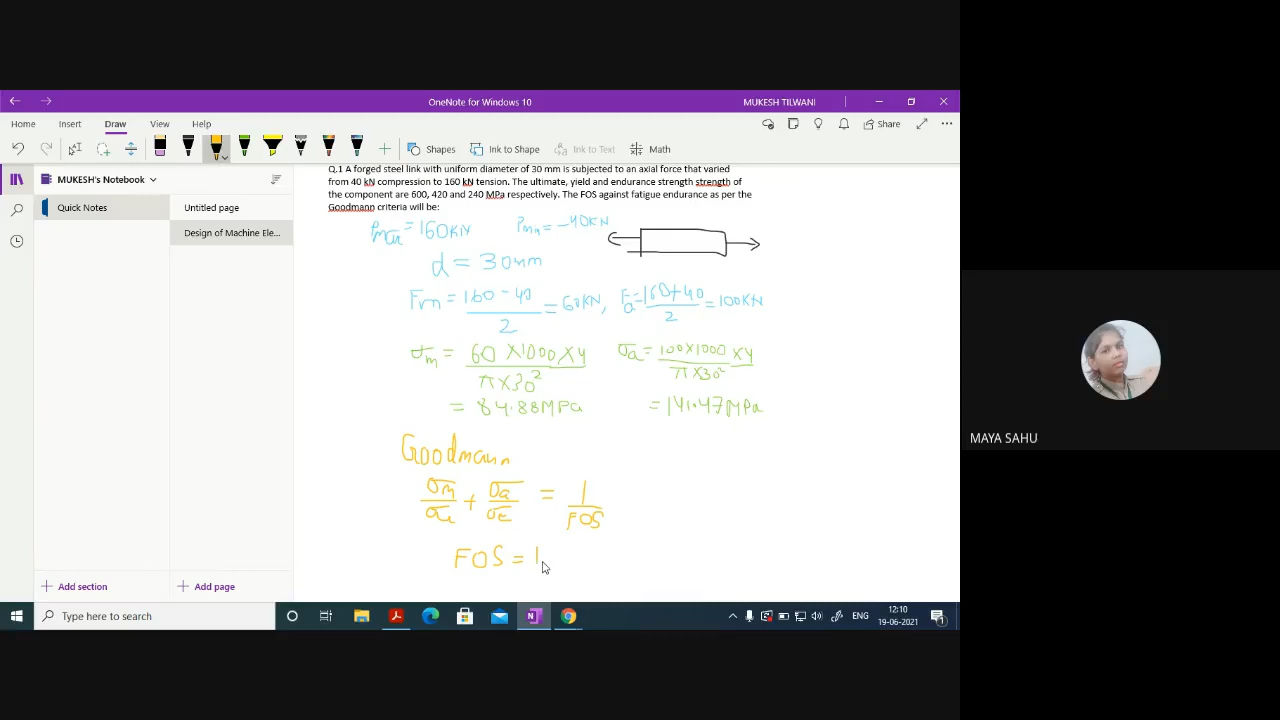 OneNote for Windows 10
MUKESH TILWANI
Home Insert Draw View Help
Share
Shapes Ink to Shape Ink to Text Math
MUKESH's Notebook
Quick Notes
Untitled page
Design of Machine Ele...
Q.1 A forged steel link with uniform diameter of 30 mm is subjected to an axial force that varied
from 40 kN compression to 160 kN tension. The ultimate, yield and endurance strength strength of
the component are 600, 420 and 240 MPa respectively. The FOS against fatigue endurance as per the
Goodmann criteria will be:
Pmax = 160KN Pmin = -40KN
d = 30mm
Fm = 160 - 40 / 2 = 60KN, Fa = 160 + 40 / 2 = 100KN
σm = 60 X 1000 X 4 / π X 30² σa = 100 X 1000 X 4 / π X 30²
= 84.88MPa = 141.47MPa
Goodmann
σm / σu + σa / σe = 1 / FOS
FOS = 1
Add section
Add page
MAYA SAHU
Type here to search
ENG
12:10
19-06-2021